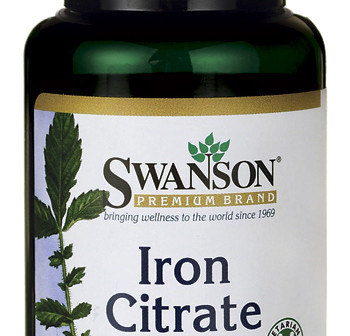 SWANSON®
PREMIUM BRAND
bringing wellness to the world since 1969
Iron
Citrate